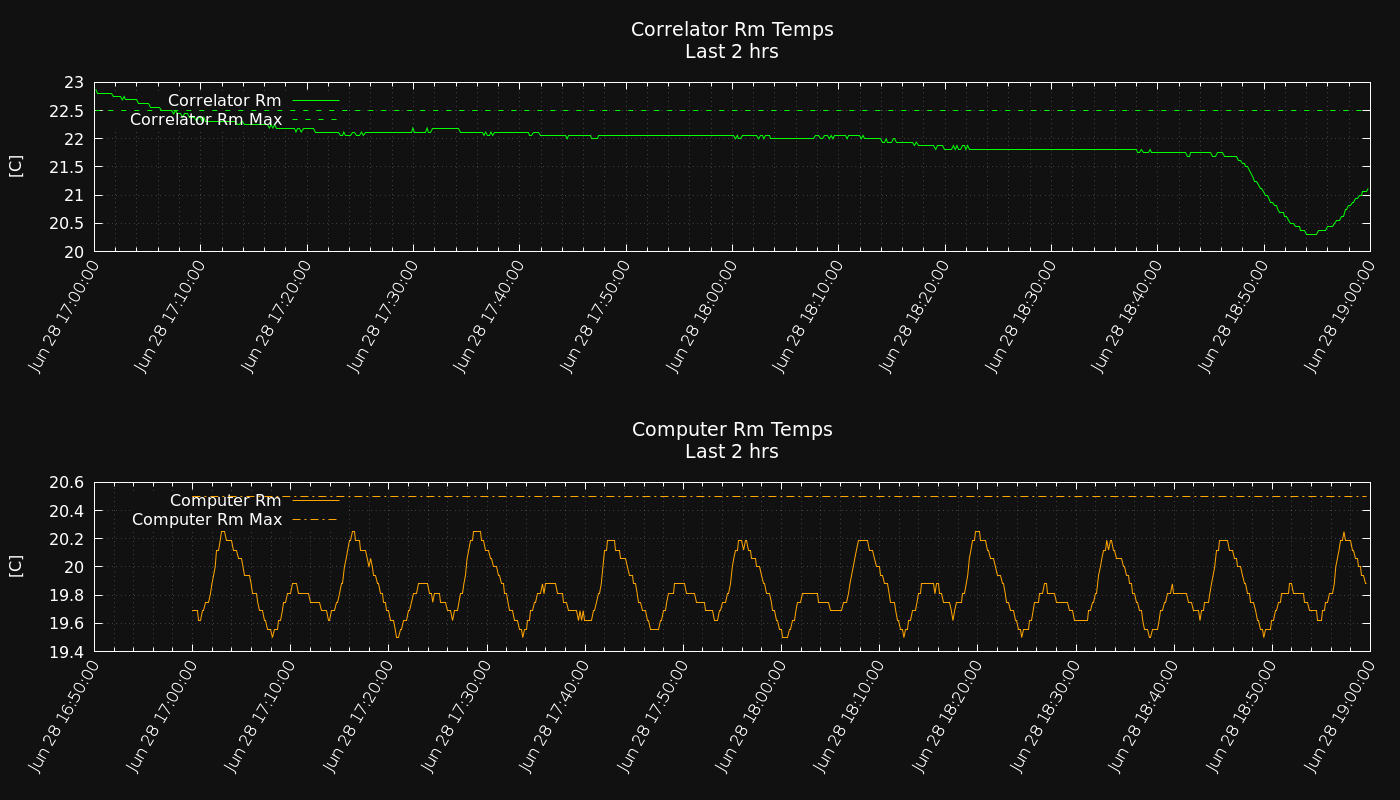 Correlator Rm Temps
Last 2 hrs
[C]
23
22.5
22
21.5
21
20.5
20
Correlator Rm
Correlator Rm Max
Jun 28 17:00:00
Jun 28 17:10:00
Jun 28 17:20:00
Jun 28 17:30:00
Jun 28 17:40:00
Jun 28 17:50:00
Jun 28 18:00:00
Jun 28 18:10:00
Jun 28 18:20:00
Jun 28 18:30:00
Jun 28 18:40:00
Jun 28 18:50:00
Jun 28 19:00:00
Computer Rm Temps
Last 2 hrs
[C]
20.6
20.4
20.2
20
19.8
19.6
19.4
Computer Rm
Computer Rm Max
Jun 28 16:50:00
Jun 28 17:00:00
Jun 28 17:10:00
Jun 28 17:20:00
Jun 28 17:30:00
Jun 28 17:40:00
Jun 28 17:50:00
Jun 28 18:00:00
Jun 28 18:10:00
Jun 28 18:20:00
Jun 28 18:30:00
Jun 28 18:40:00
Jun 28 18:50:00
Jun 28 19:00:00